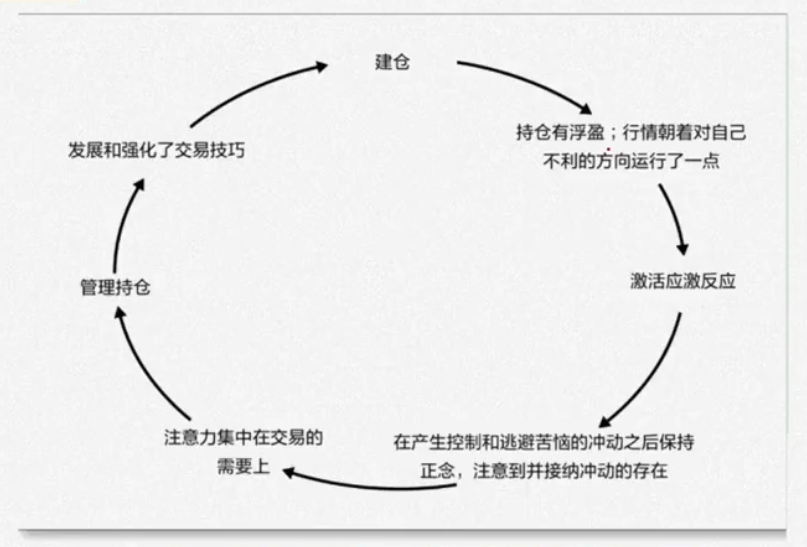 建仓
持仓有浮盈；行情朝着对自己
不利的方向运行了一点
激活应激反应
在产生控制和逃避苦恼的冲动之后保持
正念，注意到并接纳冲动的存在
注意力集中在交易的
需要上
管理持仓
发展和强化了交易技巧